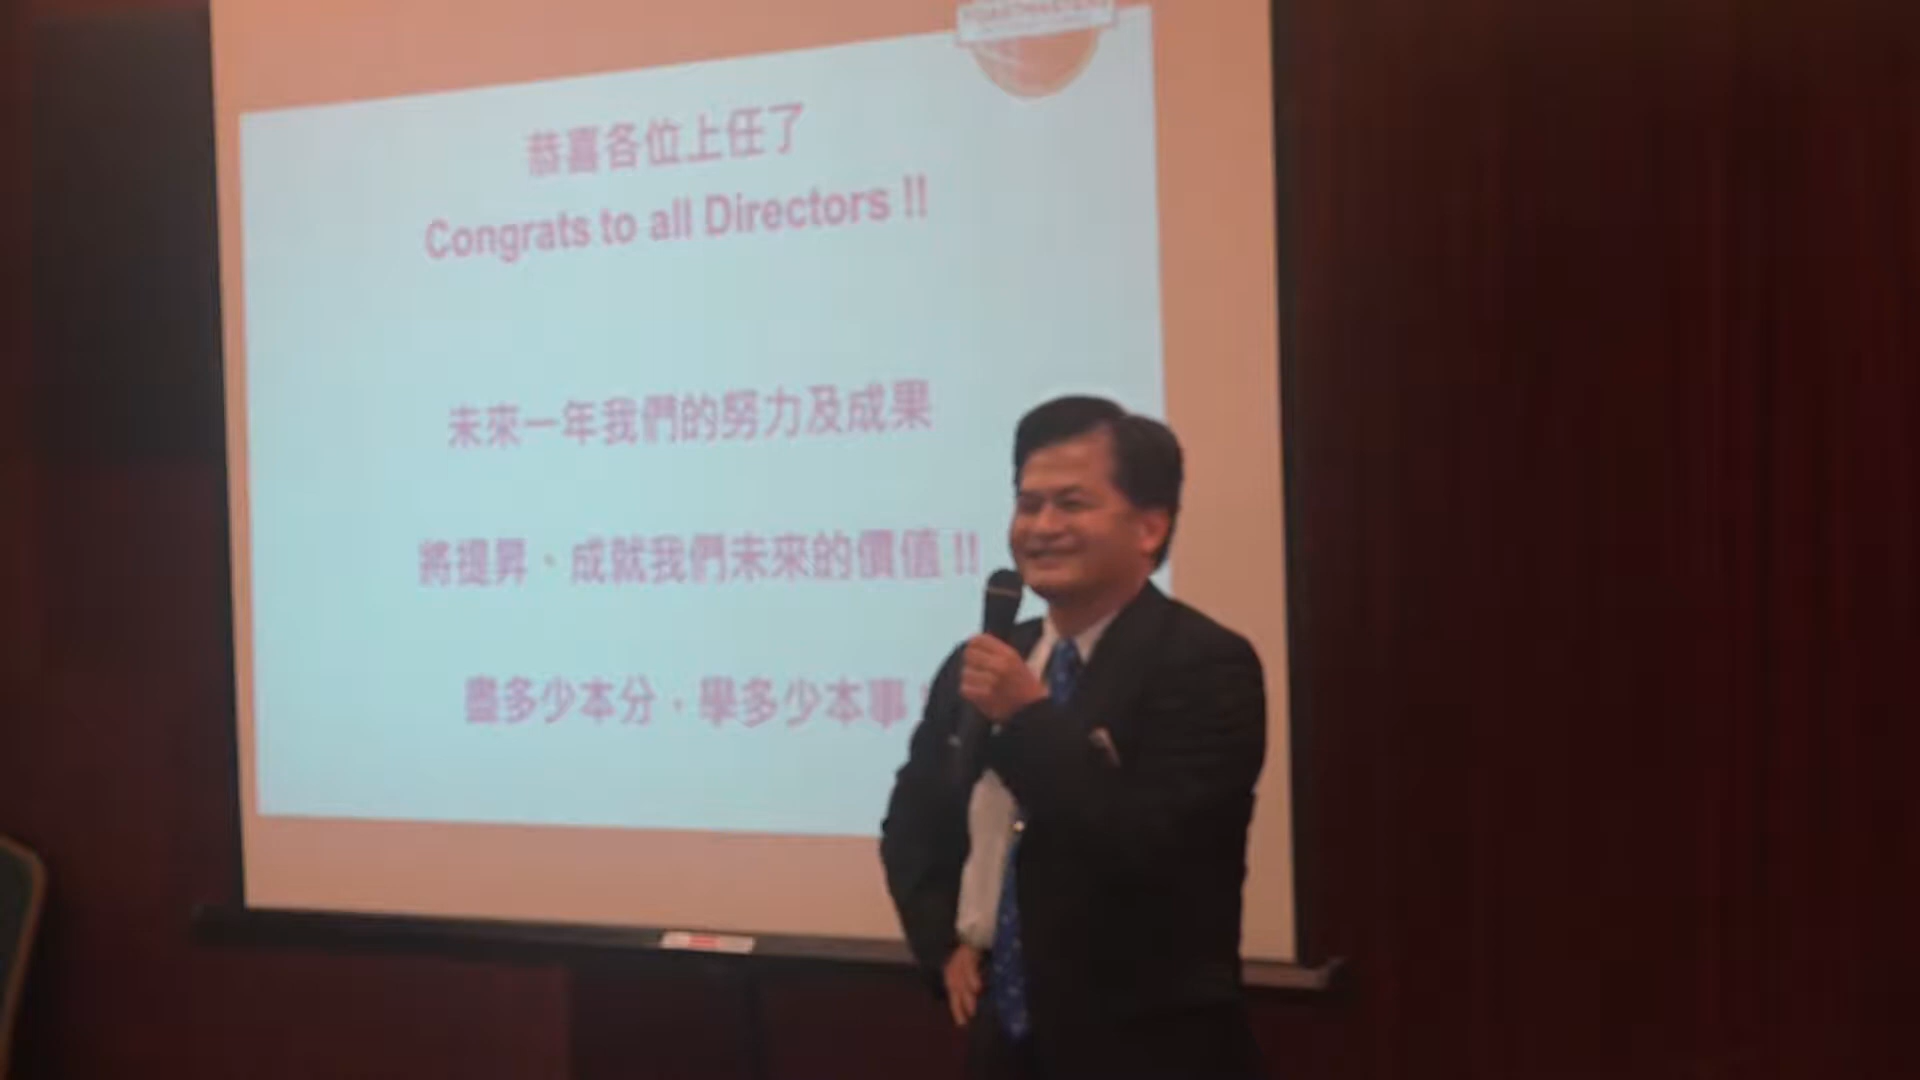 TOASTMASTERS
恭喜各位上任了
Congrats to all Directors !!
未來一年我們的努力及成果
將提昇、成就我們未來的價值 !!
盡多少本分，學多少本事